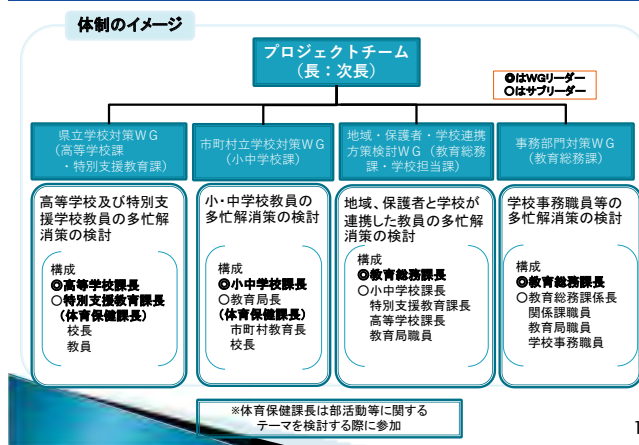 体制のイメージ
プロジェクトチーム
（長：次長）
◎はWGリーダー
○はサブリーダー
県立学校対策WG
（高等学校課
・特別支援教育課）
市町村立学校対策WG
（小中学校課）
地域・保護者・学校連携
方策検討WG（教育総務
課・学校担当課）
事務部門対策WG
（教育総務課）
高等学校及び特別支
援学校教員の多忙解
消策の検討
構成
◎高等学校課長
○特別支援教育課長
（体育保健課長）
校長
教員
小・中学校教員の
多忙解消策の検討
構成
◎小中学校課長
○教育局長
（体育保健課長）
市町村教育長
校長
地域、保護者と学校が
連携した教員の多忙解
消策の検討
構成
◎教育総務課長
○小中学校課長
特別支援教育課長
高等学校課長
教育局職員
学校事務職員等の
多忙解消策の検討
構成
◎教育総務課長
○教育総務課係長
関係課職員
教育局職員
学校事務職員
※体育保健課長は部活動等に関する
テーマを検討する際に参加